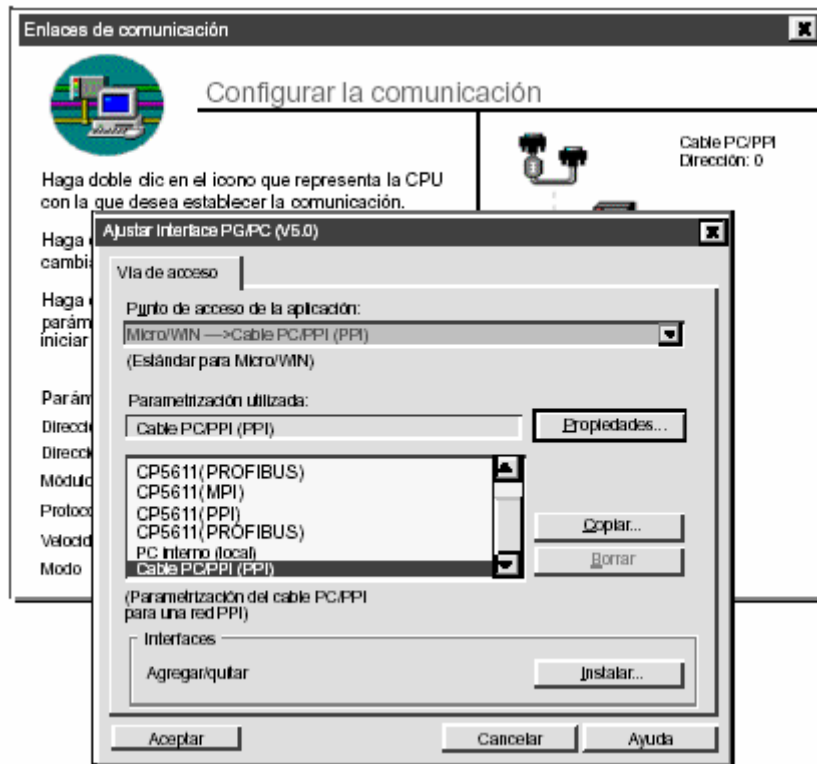 Enlaces de comunicación
Configurar la comunicación
Cable PC/PPI
Dirección: 0
Haga doble clic en el icono que representa la CPU
con la que desea establecer la comunicación.
Haga
cambi
Haga
parám
iniciar
Parám
Direcci
Direcci
Módulo
Protoco
Velocid
Modo
Ajustar Interface PG/PC (V5.0)
Vía de acceso
Punto de acceso de la aplicación:
Micro/WIN —>Cable PC/PPI (PPI)
(Estándar para Micro/WIN)
Parametrización utilizada:
Cable PC/PPI (PPI)
Propiedades...
CP5611(PROFIBUS)
CP5611(MPI)
CP5611(PPI)
CP5611(PROFIBUS)
PC Interno (local)
Cable PC/PPI (PPI)
Copiar...
Borrar
(Parametrización del cable PC/PPI
para una red PPI)
Interfaces
Agregar/quitar
Instalar...
Aceptar
Cancelar
Ayuda